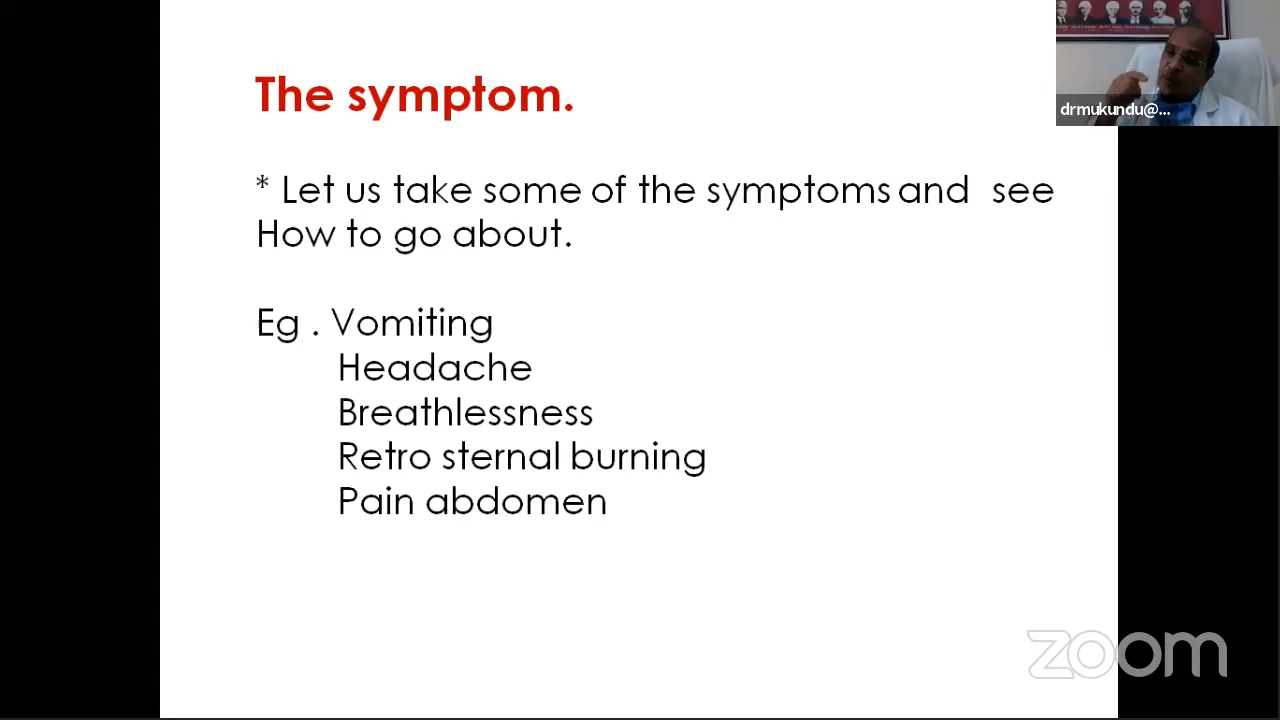 The symptom.
* Let us take some of the symptoms and see
How to go about.
Eg . Vomiting
Headache
Breathlessness
Retro sternal burning
Pain abdomen
drmukundu@...
zoom